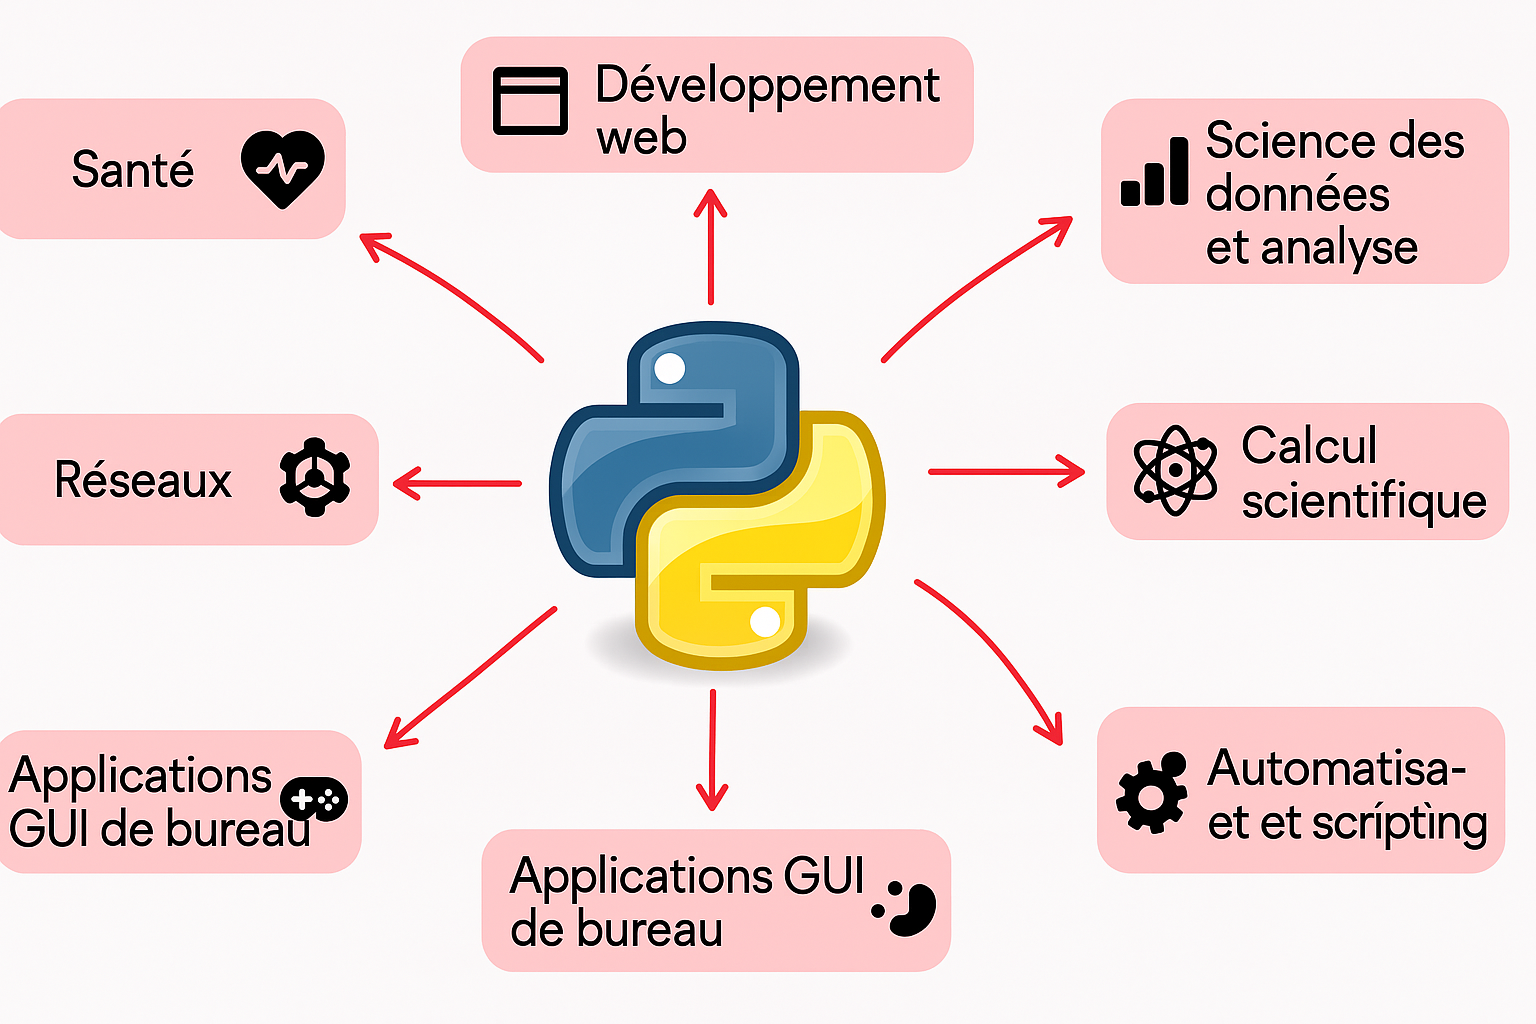 Développement
web
Santé
Science des
données
et analyse
Réseaux
Calcul
scientifique
Applications
GUI de bureau
Automatisa-
et et scríptìng
Applications GUI
de bureau